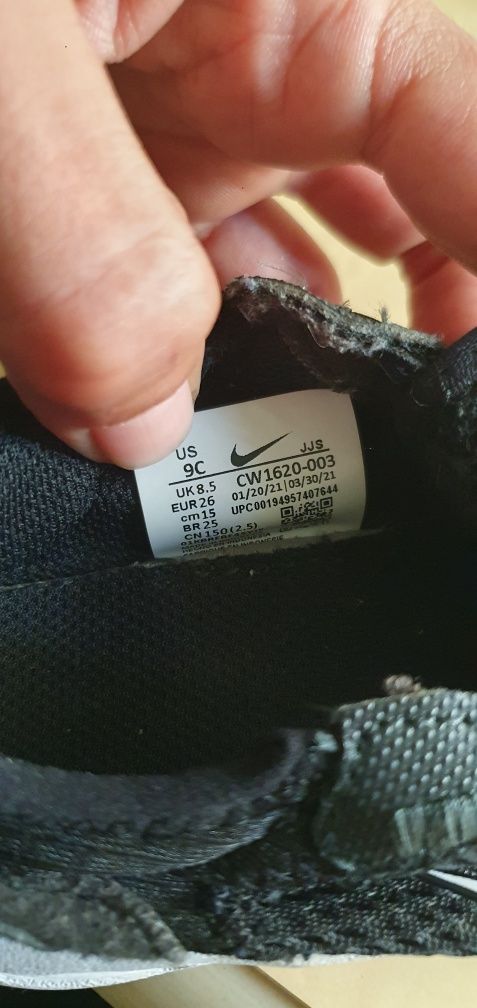 US
9C
JJS
UK 8.5
EUR 26
cm 15
BR 25
CN 150(2.5)
CW1620-003
01/20/21|03/30/21
UPC00194957407644